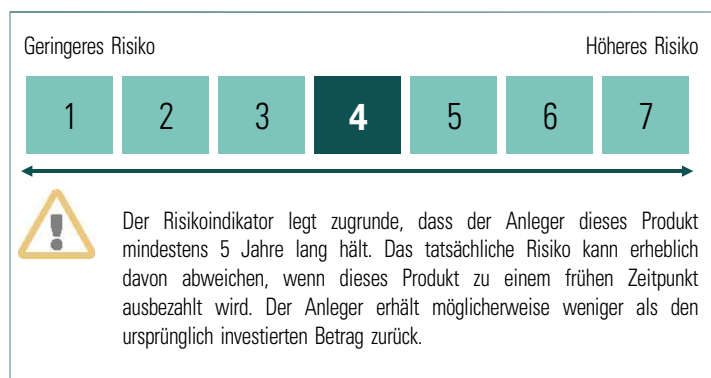 Geringeres Risiko Höheres Risiko
1 2 3 4 5 6 7
Der Risikoindikator legt zugrunde, dass der Anleger dieses Produkt
mindestens 5 Jahre lang hält. Das tatsächliche Risiko kann erheblich
davon abweichen, wenn dieses Produkt zu einem frühen Zeitpunkt
ausbezahlt wird. Der Anleger erhält möglicherweise weniger als den
ursprünglich investierten Betrag zurück.